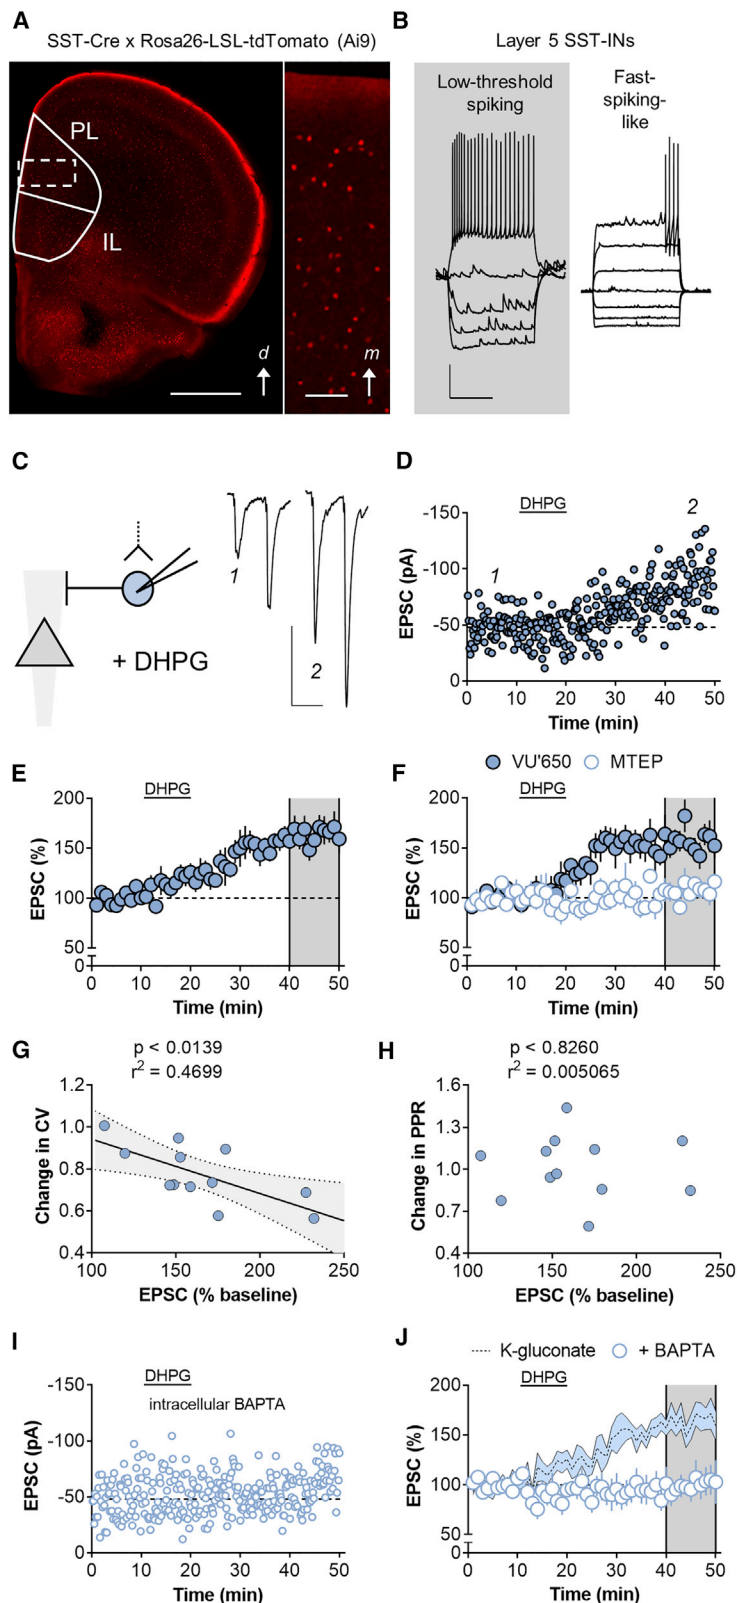 A
SST-Cre x Rosa26-LSL-tdTomato (Ai9)
PL
IL
d
m
B
Layer 5 SST-INs
Low-threshold
spiking
Fast-
spiking-
like
C
1
2
+ DHPG
D
DHPG
1
2
-150
-100
-50
0
EPSC (pA)
0 10 20 30 40 50
Time (min)
E
DHPG
200
150
100
50
0
EPSC (%)
0 10 20 30 40 50
Time (min)
F
VU'650 MTEP
DHPG
200
150
100
50
0
EPSC (%)
0 10 20 30 40 50
Time (min)
G
p < 0.0139
r² = 0.4699
1.2
1.0
0.8
0.6
0.4
Change in CV
100 150 200 250
EPSC (% baseline)
H
p < 0.8260
r² = 0.005065
1.6
1.3
1.0
0.7
0.4
Change in PPR
100 150 200 250
EPSC (% baseline)
I
DHPG
intracellular BAPTA
-150
-100
-50
0
EPSC (pA)
0 10 20 30 40 50
Time (min)
J
K-gluconate + BAPTA
DHPG
200
150
100
50
0
EPSC (%)
0 10 20 30 40 50
Time (min)